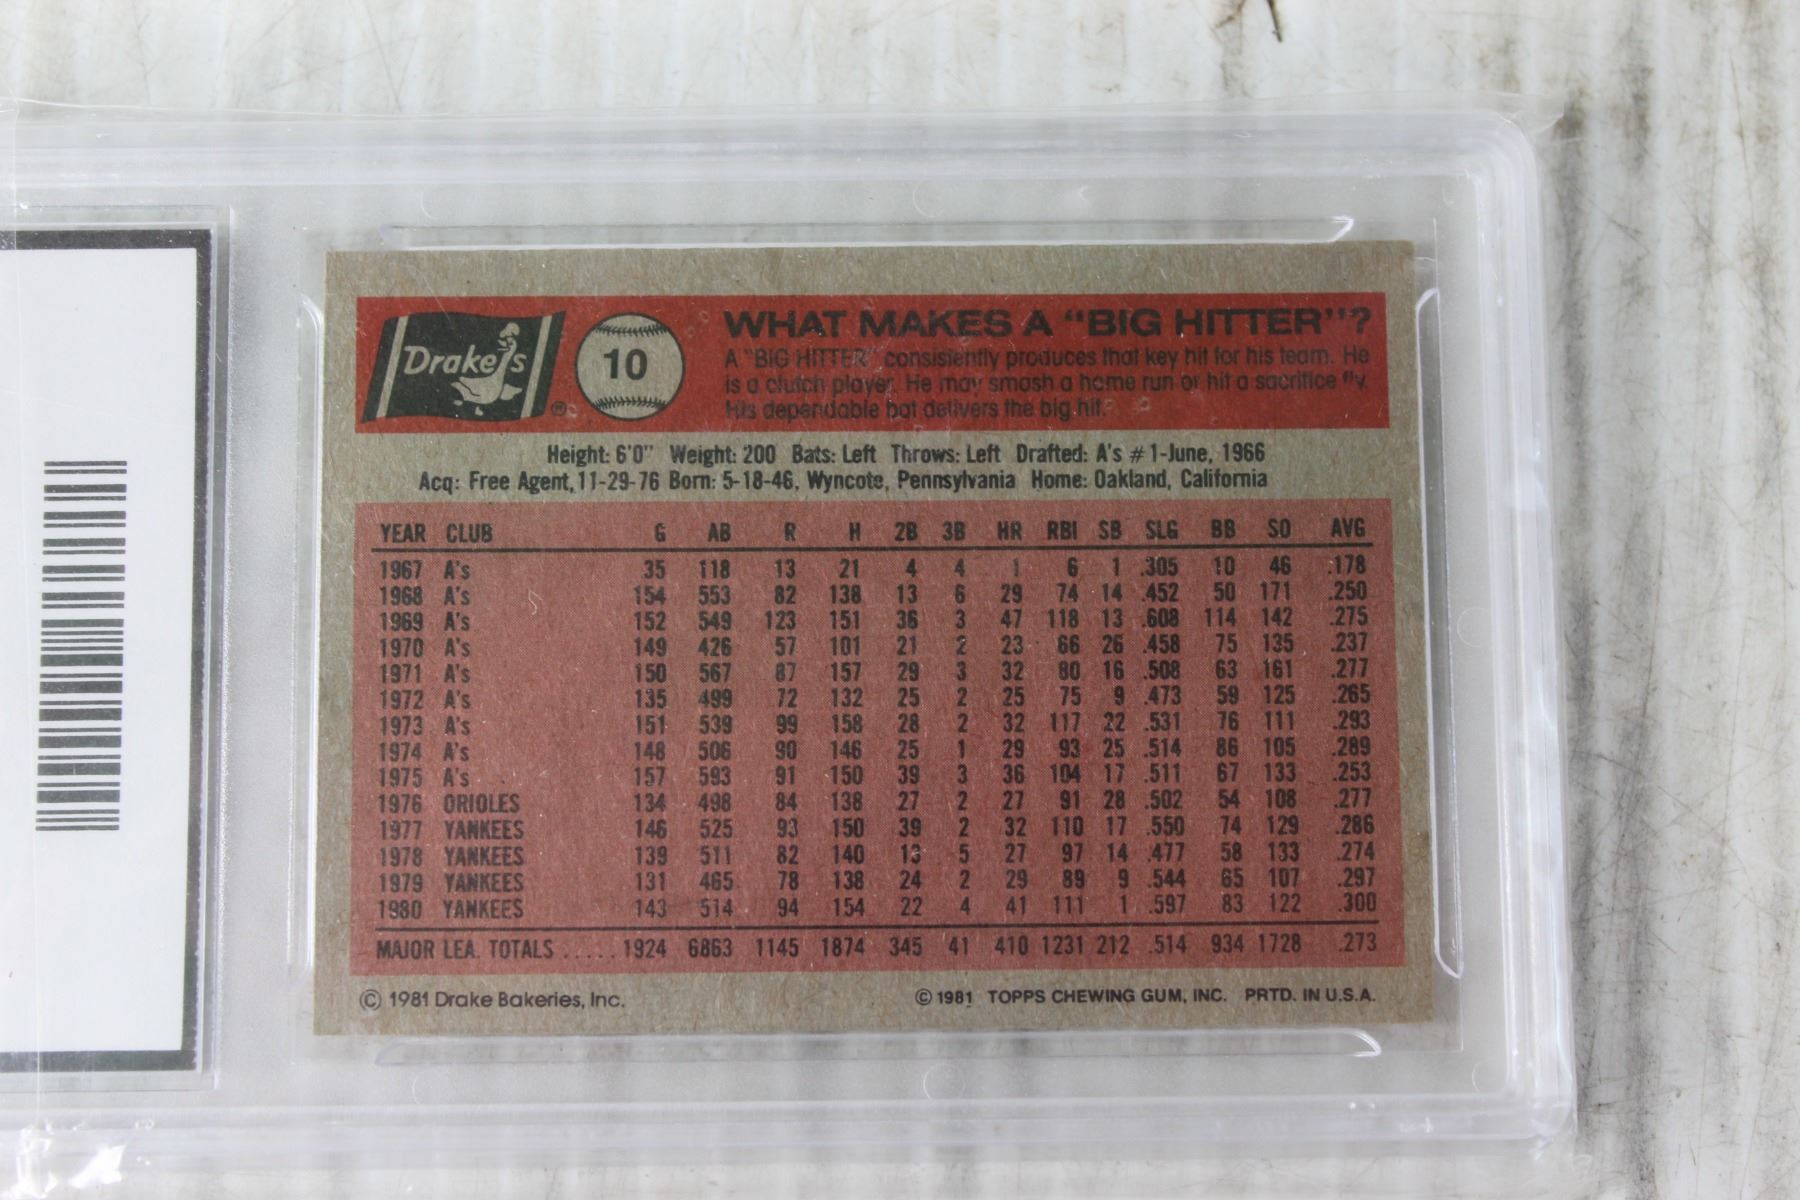 Drake's ®
10
WHAT MAKES A "BIG HITTER"?
A "BIG HITTER" consistently produces that key hit for his team. He
is a clutch player. He may smash a home run or hit a sacrifice fly.
His dependable bat delivers the big hit.
Height: 6'0" Weight: 200 Bats: Left Throws: Left Drafted: A's #1-June, 1966
Acq: Free Agent, 11-29-76 Born: 5-18-46, Wyncote, Pennsylvania Home: Oakland, California
YEAR CLUB G AB R H 2B 3B HR RBI SB SLG BB SO AVG
1967 A's 35 118 13 21 4 4 1 6 1 .305 10 46 .178
1968 A's 154 553 82 138 13 6 29 74 14 .452 50 171 .250
1969 A's 152 549 123 151 36 3 47 118 13 .608 114 142 .275
1970 A's 149 426 57 101 21 2 23 66 26 .458 75 135 .237
1971 A's 150 567 87 157 29 3 32 80 16 .508 63 161 .277
1972 A's 135 499 72 132 25 2 25 75 9 .473 59 125 .265
1973 A's 151 539 99 158 28 2 32 117 22 .531 76 111 .293
1974 A's 148 506 90 146 25 1 29 93 25 .514 86 105 .289
1975 A's 157 593 91 150 39 3 36 104 17 .511 67 133 .253
1976 ORIOLES 134 498 84 138 27 2 27 91 28 .502 54 108 .277
1977 YANKEES 146 525 93 150 39 2 32 110 17 .550 74 129 .286
1978 YANKEES 139 511 82 140 13 5 27 97 14 .477 58 133 .274
1979 YANKEES 131 465 78 138 24 2 29 89 9 .544 65 107 .297
1980 YANKEES 143 514 94 154 22 4 41 111 1 .597 83 122 .300
MAJOR LEA. TOTALS ..... 1924 6863 1145 1874 345 41 410 1231 212 .514 934 1728 .273
© 1981 Drake Bakeries, Inc.
© 1981 TOPPS CHEWING GUM, INC. PRTD. IN U.S.A.